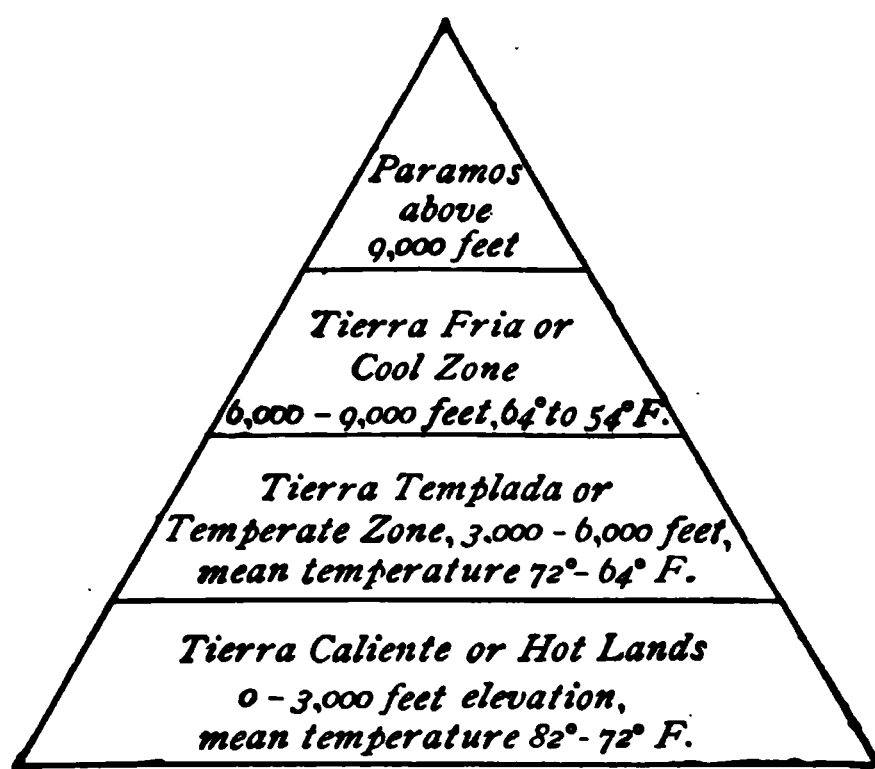 Paramos
above
9,000 feet
Tierra Fria or
Cool Zone
6,000 - 9,000 feet, 64° to 54° F.
Tierra Templada or
Temperate Zone, 3.000 - 6,000 feet,
mean temperature 72° - 64° F.
Tierra Caliente or Hot Lands
0 - 3,000 feet elevation,
mean temperature 82° - 72° F.